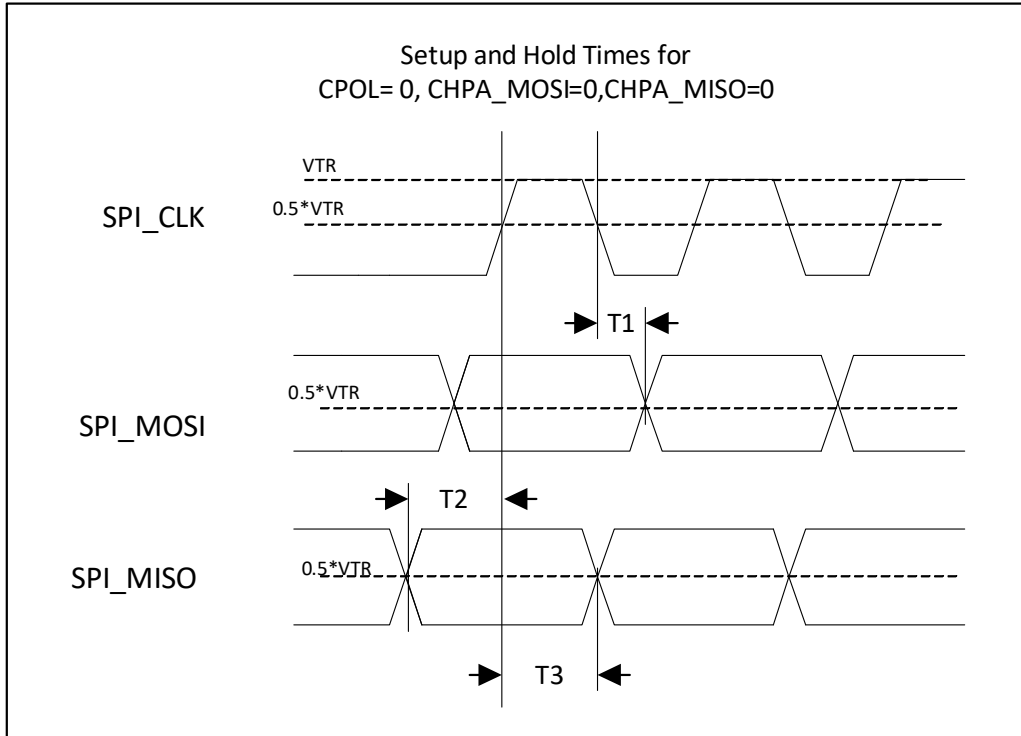 Setup and Hold Times for
CPOL= 0, CHPA_MOSI=0,CHPA_MISO=0
VTR
SPI_CLK
0.5*VTR
T1
0.5*VTR
SPI_MOSI
T2
SPI_MISO
0.5*VTR
T3